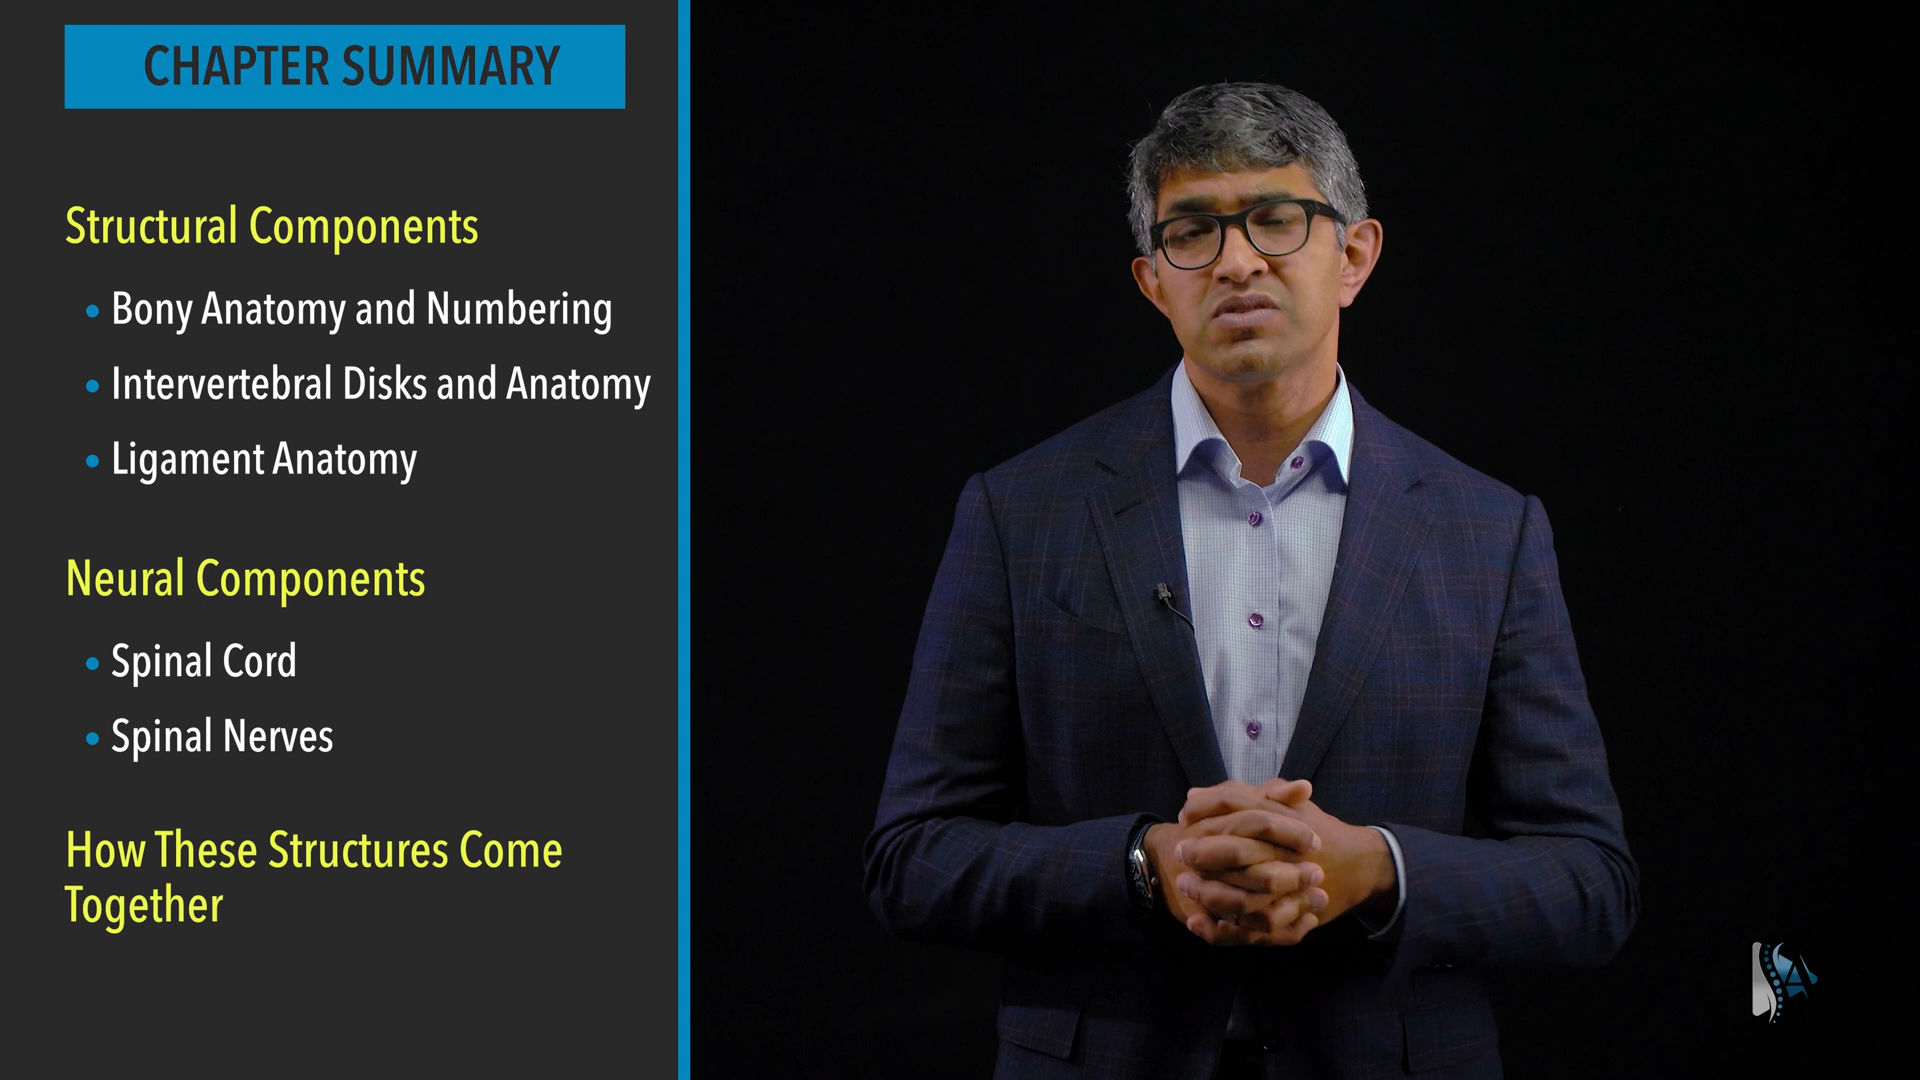 CHAPTER SUMMARY
Structural Components
• Bony Anatomy and Numbering
• Intervertebral Disks and Anatomy
• Ligament Anatomy
Neural Components
• Spinal Cord
• Spinal Nerves
How These Structures Come
Together